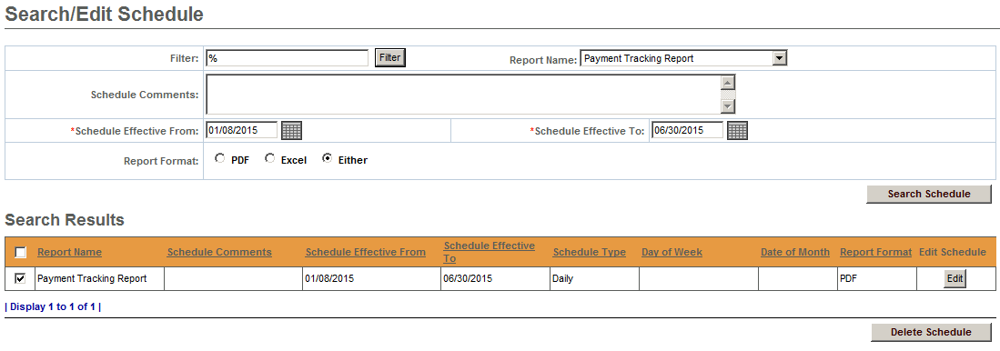 Search/Edit Schedule
Filter: % Filter Report Name: Payment Tracking Report
Schedule Comments:
*Schedule Effective From: 01/08/2015 *Schedule Effective To: 06/30/2015
Report Format: PDF Excel Either
Search Schedule
Search Results
Report Name Schedule Comments Schedule Effective From Schedule Effective To Schedule Type Day of Week Date of Month Report Format Edit Schedule
Payment Tracking Report 01/08/2015 06/30/2015 Daily PDF Edit
| Display 1 to 1 of 1 |
Delete Schedule